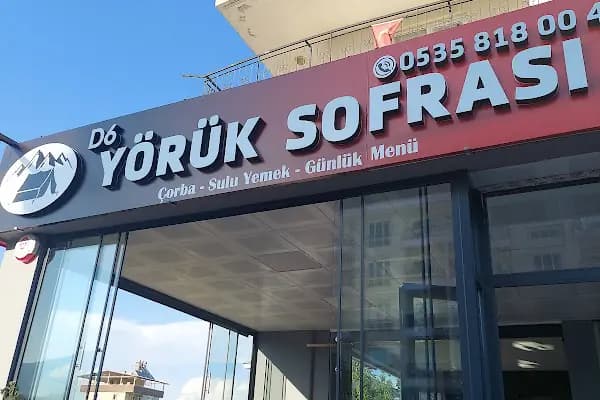 0535 818 00 4
D6
YÖRÜK SOFRASI
Çorba - Sulu Yemek - Günlük Menü